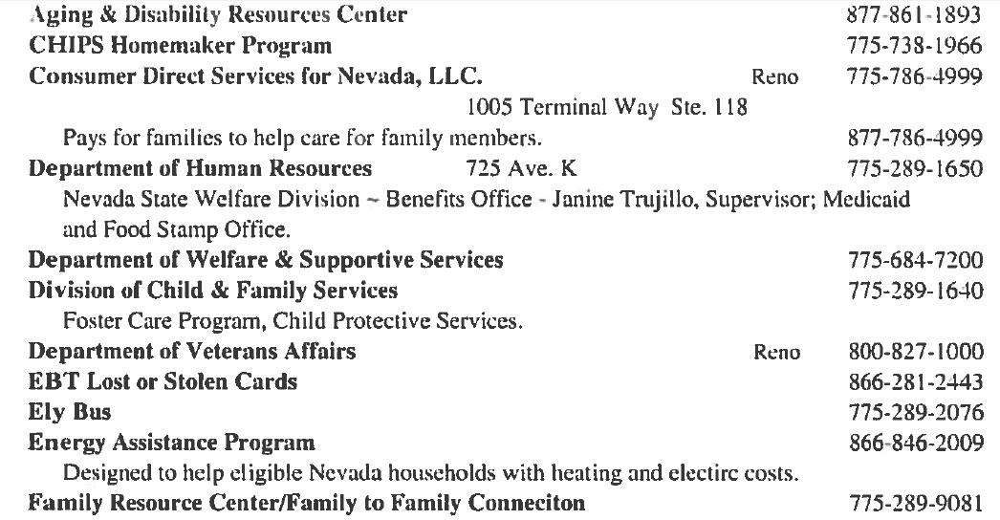 Aging & Disability Resources Center 877-861-1893
CHIPS Homemaker Program 775-738-1966
Consumer Direct Services for Nevada, LLC. Reno 775-786-4999
1005 Terminal Way Ste. 118
Pays for families to help care for family members. 877-786-4999
Department of Human Resources 725 Ave. K 775-289-1650
Nevada State Welfare Division ~ Benefits Office - Janine Trujillo, Supervisor; Medicaid
and Food Stamp Office.
Department of Welfare & Supportive Services 775-684-7200
Division of Child & Family Services 775-289-1640
Foster Care Program, Child Protective Services.
Department of Veterans Affairs Reno 800-827-1000
EBT Lost or Stolen Cards 866-281-2443
Ely Bus 775-289-2076
Energy Assistance Program 866-846-2009
Designed to help eligible Nevada households with heating and electirc costs.
Family Resource Center/Family to Family Conneciton 775-289-9081